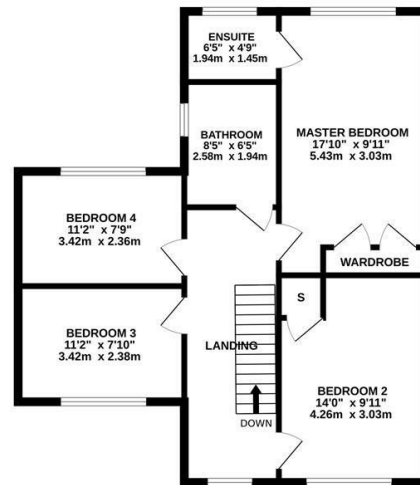 ENSUITE
6'5" x 4'9"
1.94m x 1.45m
BATHROOM
8'5" x 6'5"
2.58m x 1.94m
MASTER BEDROOM
17'10" x 9'11"
5.43m x 3.03m
BEDROOM 4
11'2" x 7'9"
3.42m x 2.36m
WARDROBE
S
BEDROOM 3
11'2" x 7'10"
3.42m x 2.38m
LANDING
BEDROOM 2
14'0" x 9'11"
4.26m x 3.03m
DOWN